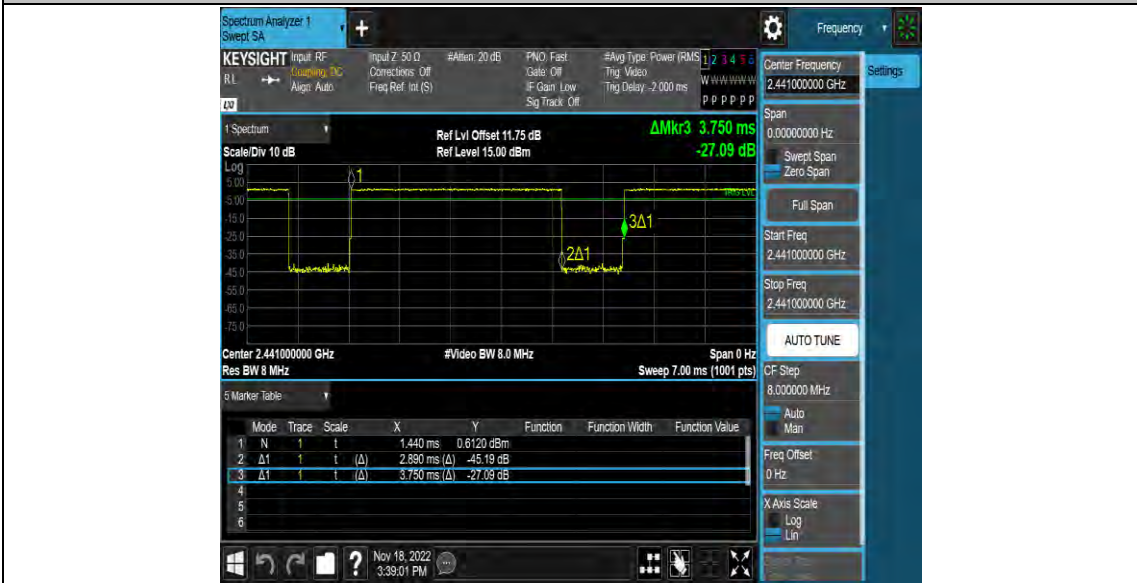 Spectrum Analyzer 1
Swept SA
+
Frequency
KEYSIGHT
RL
LXI
Input: RF
Coupling: DC
Align: Auto
Input Z: 50 Ω
Corrections: Off
Freq Ref: Int (S)
#Atten: 20 dB
PNO: Fast
Gate: Off
IF Gain: Low
Sig Track: Off
#Avg Type: Power (RMS
Trig: Video
Trig Delay: -2.000 ms
1 2 3 4 5 6
W W W W W W
P P P P P P
1 Spectrum
Scale/Div 10 dB
Log
Ref Lvl Offset 11.75 dB
Ref Level 15.00 dBm
ΔMkr3 3.750 ms
-27.09 dB
5.00
-5.00
-15.0
-25.0
-35.0
-45.0
-55.0
-65.0
-75.0
1
TRIG LVL
3Δ1
2Δ1
Center 2.441000000 GHz
#Video BW 8.0 MHz
Span 0 Hz
Res BW 8 MHz
Sweep 7.00 ms (1001 pts)
5 Marker Table
Mode Trace Scale X Y Function Function Width Function Value
1 N 1 t 1.440 ms 0.6120 dBm
2 Δ1 1 t (Δ) 2.890 ms (Δ) -45.19 dB
3 Δ1 1 t (Δ) 3.750 ms (Δ) -27.09 dB
4
5
6
?
Nov 18, 2022
3:39:01 PM
Center Frequency
2.441000000 GHz
Settings
Span
0.00000000 Hz
Swept Span
Zero Span
Full Span
Start Freq
2.441000000 GHz
Stop Freq
2.441000000 GHz
AUTO TUNE
CF Step
8.000000 MHz
Auto
Man
Freq Offset
0 Hz
X Axis Scale
Log
Lin